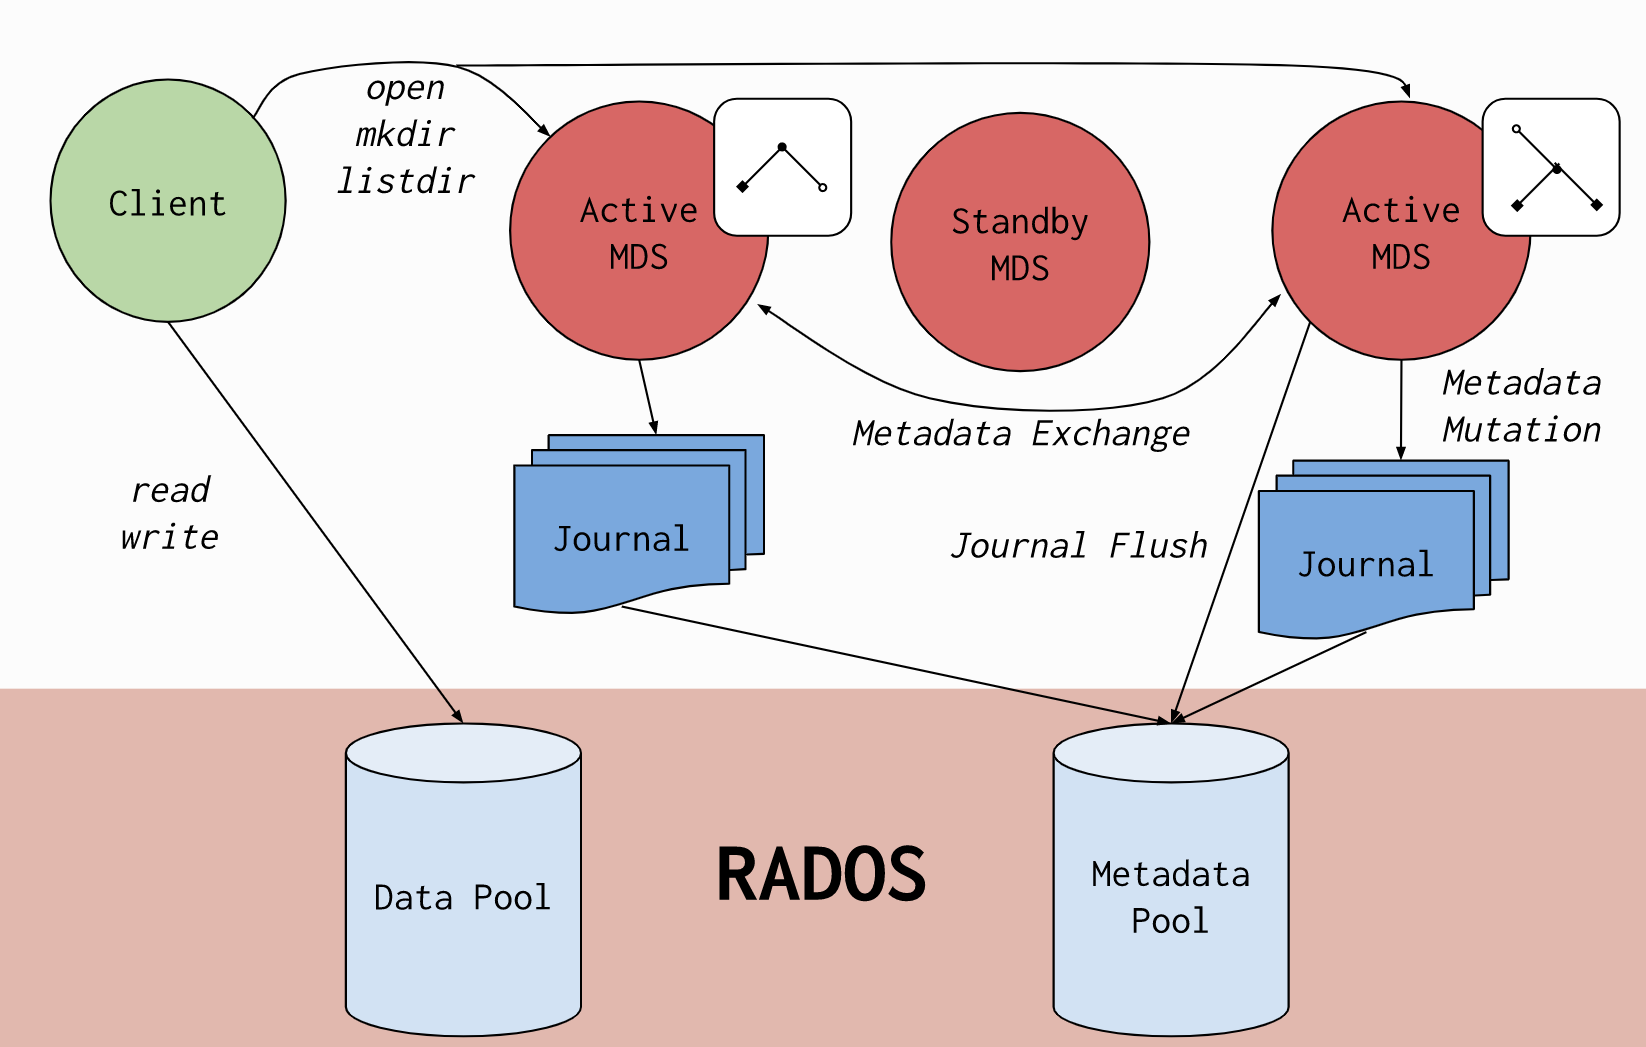 open
mkdir
listdir
Client
Active
MDS
Standby
MDS
Active
MDS
Metadata
Mutation
Metadata Exchange
read
write
Journal
Journal Flush
Journal
RADOS
Data Pool
Metadata
Pool